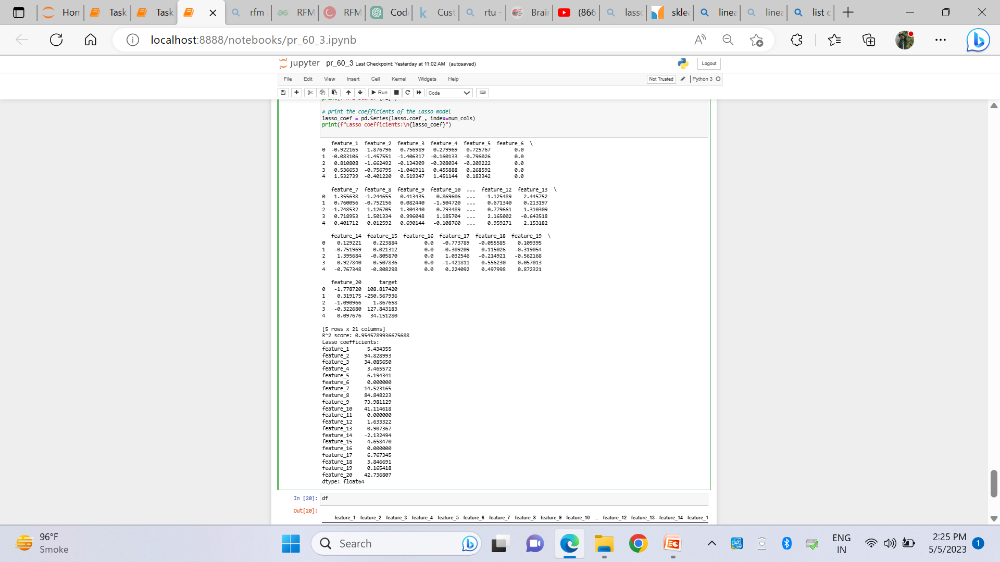 Hom Task Task rfm RFM RFM Cod Cust rtu - Brain (866 lasso skle linea linea list c
localhost:8888/notebooks/pr_60_3.ipynb
jupyter pr_60_3 Last Checkpoint: Yesterday at 11:02 AM (autosaved) Logout
File Edit View Insert Cell Kernel Widgets Help Not Trusted Python 3
Run Code
# print the coefficients of the Lasso model
lasso_coef = pd.Series(lasso.coef_, index=num_cols)
print(f"Lasso coefficients:\n{lasso_coef}")
feature_1 feature_2 feature_3 feature_4 feature_5 feature_6 \
0 -0.922165 1.876796 0.756989 0.279969 0.725767 0.0
1 -0.083106 -1.457551 -1.406317 -0.160133 -0.796026 0.0
2 0.810808 -1.662492 -0.134309 -0.308034 -0.209222 0.0
3 0.536653 -0.756795 -1.046911 0.455888 0.268592 0.0
4 1.532739 -0.401220 0.519347 1.451144 0.183342 0.0
feature_7 feature_8 feature_9 feature_10 ... feature_12 feature_13 \
0 1.355638 -1.244655 0.413435 0.869606 ... -1.125489 2.445752
1 0.760056 -0.752156 0.082440 -1.504720 ... 0.671340 0.213197
2 -1.748532 1.126705 1.304340 0.793489 ... 0.779661 1.310309
3 0.718953 1.501334 0.996048 1.185704 ... 2.165002 -0.643518
4 0.401712 0.012592 0.690144 -0.108760 ... 0.959271 2.153182
feature_14 feature_15 feature_16 feature_17 feature_18 feature_19 \
0 0.129221 0.223884 0.0 -0.773789 -0.055585 0.109395
1 -0.751969 0.021312 0.0 -0.309209 0.115026 -0.319054
2 1.395684 -0.805870 0.0 1.032546 -0.214921 -0.562168
3 0.927840 0.507836 0.0 -1.421811 0.556230 0.057013
4 -0.767348 -0.808298 0.0 0.224092 0.497998 0.872321
feature_20 target
0 -1.778720 108.817420
1 0.319175 -250.567936
2 -1.090966 1.867658
3 -0.322680 127.843183
4 0.097676 34.151280
[5 rows x 21 columns]
R^2 score: 0.9545789936675688
Lasso coefficients:
feature_1 5.434355
feature_2 94.828993
feature_3 34.085650
feature_4 3.465572
feature_5 6.194341
feature_6 0.000000
feature_7 14.523165
feature_8 84.848223
feature_9 73.981129
feature_10 41.114618
feature_11 0.000000
feature_12 1.633322
feature_13 0.907367
feature_14 -2.132494
feature_15 4.658470
feature_16 0.000000
feature_17 6.767345
feature_18 3.846691
feature_19 0.165418
feature_20 42.736807
dtype: float64
In [20]: df
Out[20]:
feature_1 feature_2 feature_3 feature_4 feature_5 feature_6 feature_7 feature_8 feature_9 feature_10 ... feature_12 feature_13 feature_14 feature_1
96°F
Smoke
Search
ENG
IN
2:25 PM
5/5/2023
1